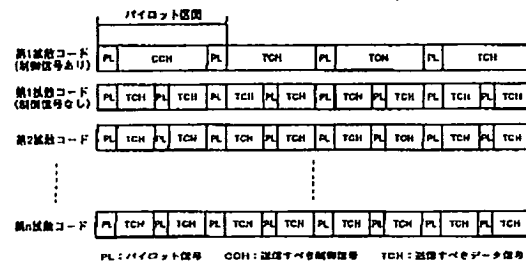 パイロット区間
第1拡散コード
(制御信号あり)
PL CCH PL TCH PL TCH PL TCH
第1拡散コード
(制御信号なし)
PL TCH PL TCH PL TCH PL TCH PL TCH PL TCH PL TCH PL TCH
第2拡散コード
PL TCH PL TCH PL TCH PL TCH PL TCH PL TCH PL TCH PL TCH
第n拡散コード
PL TCH PL TCH PL TCH PL TCH PL TCH PL TCH PL TCH PL TCH
PL:パイロット信号 CCH:送信すべき制御信号 TCH:送信すべきデータ信号